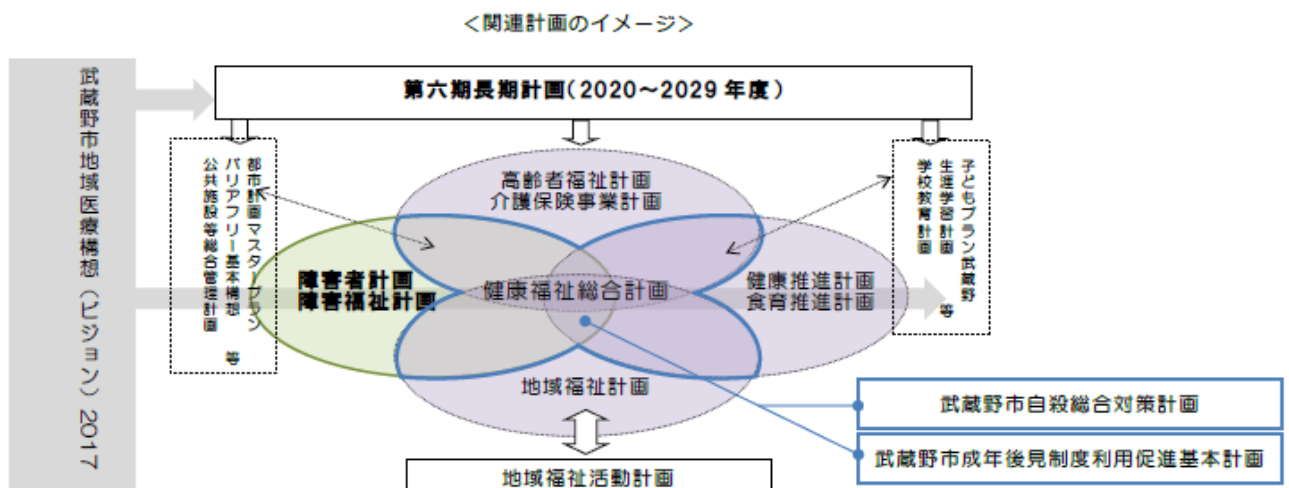 ＜関連計画のイメージ＞
武蔵野市地域医療構想（ビジョン）2017
第六期長期計画（2020～2029年度）
都市計画マスタープラン
バリアフリー基本構想　等
公共施設等総合管理計画
子どもプラン武蔵野　等
生涯学習計画
学校教育計画
高齢者福祉計画
介護保険事業計画
障害者計画
障害福祉計画
健康福祉総合計画
健康推進計画
食育推進計画
地域福祉計画
武蔵野市自殺総合対策計画
武蔵野市成年後見制度利用促進基本計画
地域福祉活動計画